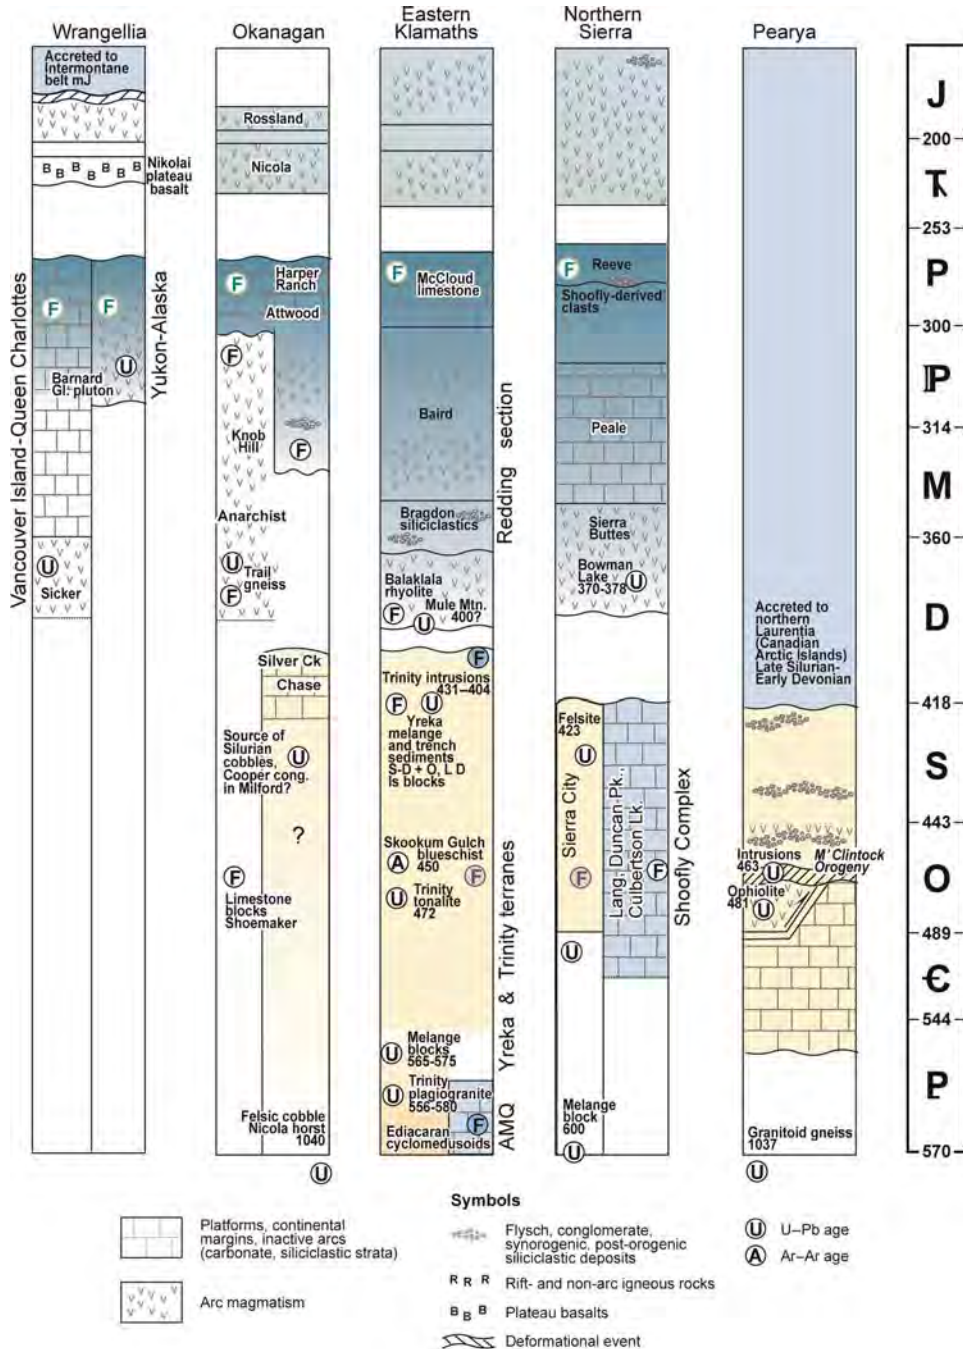 Wrangellia
Okanagan
Eastern
Klamaths
Northern
Sierra
Pearya
Accreted to
Intermontane
belt mJ
B B B B B B
Nikolai
plateau
basalt
F
F
U
Barnard
Gl. pluton
U
Sicker
Vancouver Island-Queen Charlottes
Yukon-Alaska
Rossland
Nicola
F
Harper
Ranch
Attwood
F
Knob
Hill
F
Anarchist
U
Trail
gneiss
F
Silver Ck
Chase
Source of
Silurian
cobbles,
Cooper cong.
in Milford?
U
?
F
Limestone
blocks
Shoemaker
Felsic cobble
Nicola horst
1040
U
F
McCloud
limestone
Baird
Bragdon
siliciclastics
Balaklala
rhyolite
F
Mule Mtn.
400?
U
F
Trinity intrusions
431–404
F
U
Yreka
melange
and trench
sediments
S-D + O, L D
ls blocks
Skookum Gulch
blueschist
450
A
F
U
Trinity
tonalite
472
Melange
blocks
565-575
U
U
Trinity
plagiogranite
556-580
F
Ediacaran
cyclomedusoids
Redding section
Yreka & Trinity terranes
AMQ
F
Reeve
Shoofly-derived
clasts
Peale
Sierra
Buttes
Bowman
Lake
370-378
U
Felsite
423
U
Sierra City
F
Lang, Duncan-Pk.,
Culbertson Lk.
F
U
Melange
block
600
U
Shoofly Complex
Accreted to
northern
Laurentia
(Canadian
Arctic Islands)
Late Silurian-
Early Devonian
Intrusions
463
U
M'Clintock
Orogeny
Ophiolite
481
U
Granitoid gneiss
1037
U
J
200
Ŧ
253
P
300
ℙ
314
M
360
D
418
S
443
O
489
Є
544
P
570
Symbols
Platforms, continental
margins, inactive arcs
(carbonate, siliciclastic strata)
Arc magmatism
Flysch, conglomerate,
synorogenic, post-orogenic
siliciclastic deposits
R R R Rift- and non-arc igneous rocks
B B B Plateau basalts
Deformational event
U U–Pb age
A Ar–Ar age